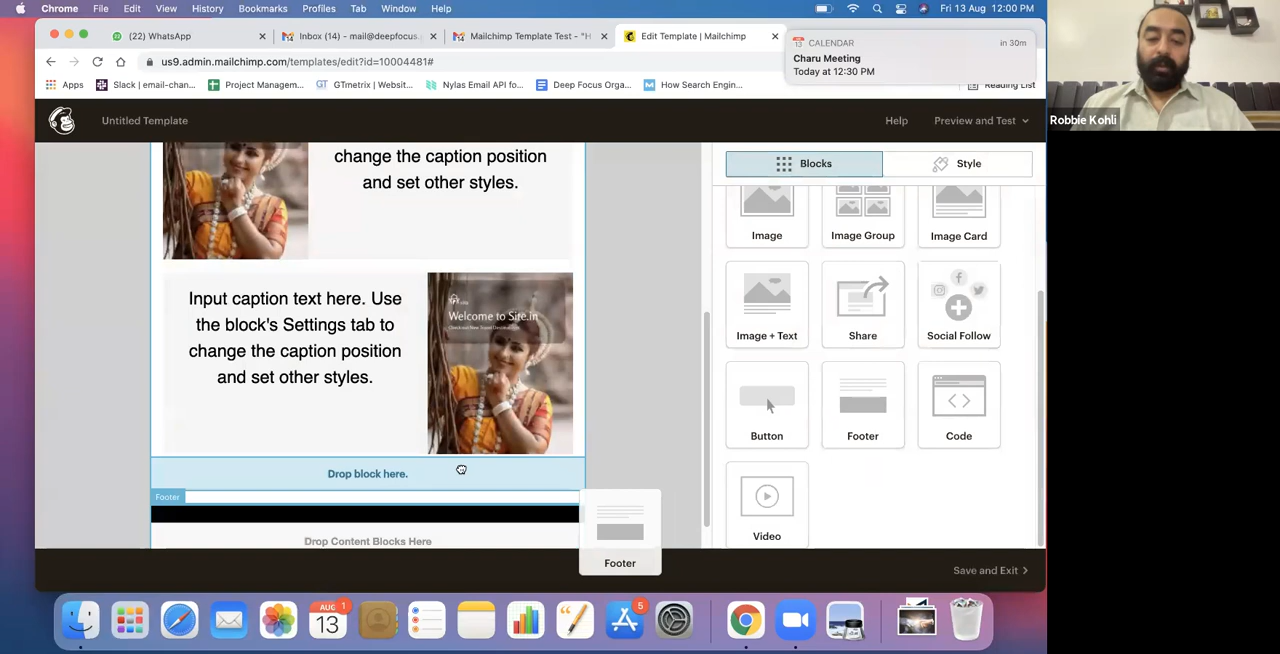 Chrome File Edit View History Bookmarks Profiles Tab Window Help Fri 13 Aug 12:00 PM
(22) WhatsApp Inbox (14) - mail@deepfocus. Mailchimp Template Test - "H Edit Template | Mailchimp
CALENDAR in 30m
Charu Meeting
Today at 12:30 PM
us9.admin.mailchimp.com/templates/edit?id=10004481#
Apps Slack | email-chan... Project Managem... GTmetrix | Websit... Nylas Email API fo... Deep Focus Orga... How Search Engin... Reading List
Untitled Template Help Preview and Test
Robbie Kohli
Blocks Style
change the caption position
and set other styles.
Input caption text here. Use
the block's Settings tab to
change the caption position
and set other styles.
Welcome to Site.in
Drop block here.
Footer
Drop Content Blocks Here
Footer
Image Image Group Image Card
Image + Text Share Social Follow
Button Footer Code
Video
Save and Exit
AUG 1
13
5